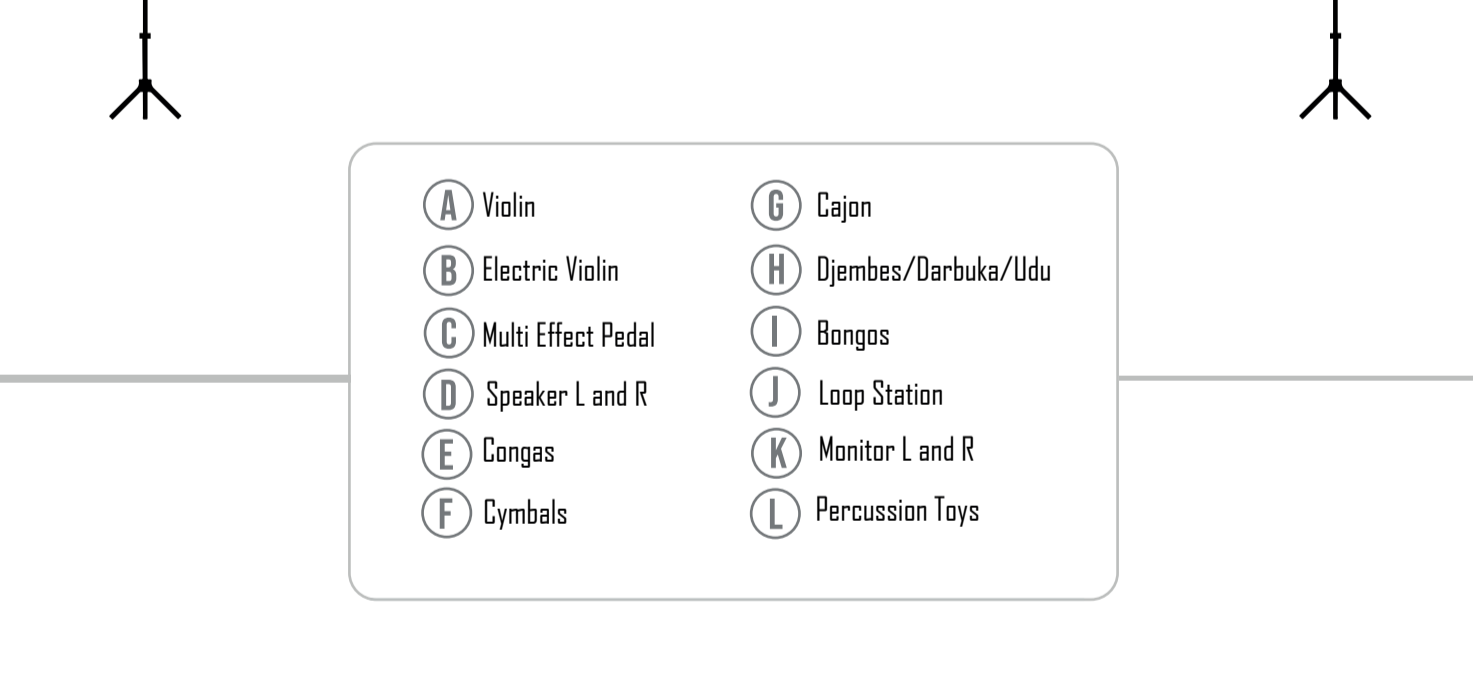 A Violin
B Electric Violin
C Multi Effect Pedal
D Speaker L and R
E Congas
F Cymbals
G Cajon
H Djembes/Darbuka/Udu
I Bongos
J Loop Station
K Monitor L and R
L Percussion Toys